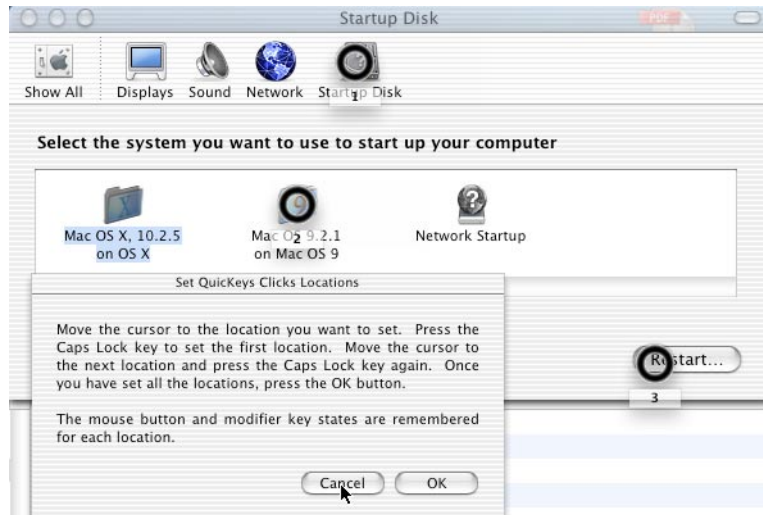 Startup Disk
PDF
Show All Displays Sound Network Startup Disk
1
Select the system you want to use to start up your computer
X 9 ?
Mac OS X, 10.2.5 Mac OS 9.2.1 Network Startup
2
on OS X on Mac OS 9
Set QuicKeys Clicks Locations
Move the cursor to the location you want to set. Press the
Caps Lock key to set the first location. Move the cursor to
the next location and press the Caps Lock key again. Once
you have set all the locations, press the OK button.
Restart...
3
The mouse button and modifier key states are remembered
for each location.
Cancel OK